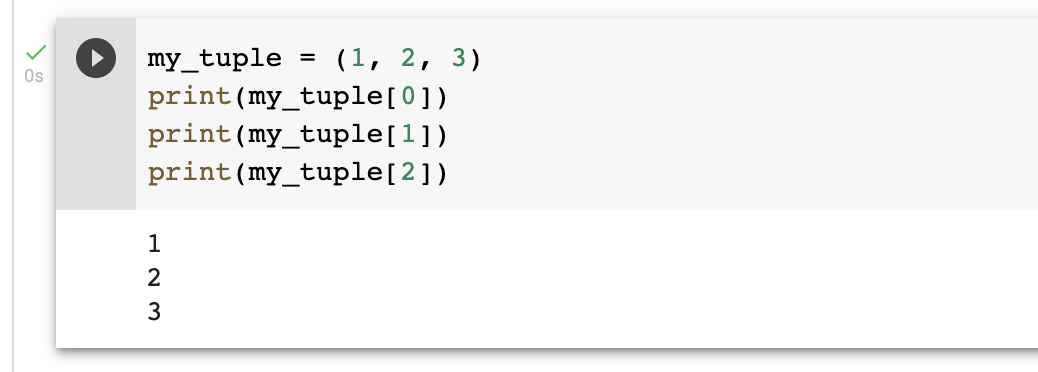 my_tuple = (1, 2, 3)
0s
print(my_tuple[0])
print(my_tuple[1])
print(my_tuple[2])
1
2
3